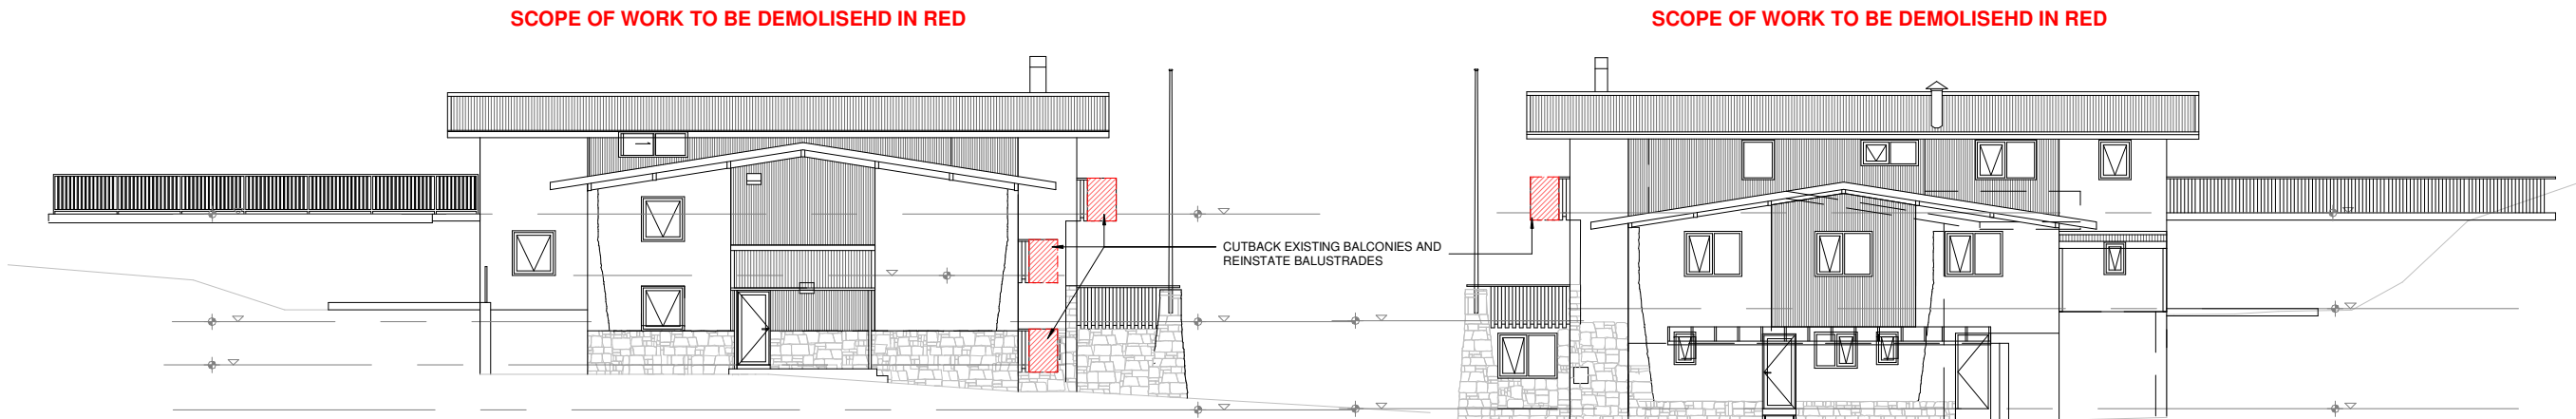 SCOPE OF WORK TO BE DEMOLISEHD IN RED
SCOPE OF WORK TO BE DEMOLISEHD IN RED
CUTBACK EXISTING BALCONIES AND
REINSTATE BALUSTRADES